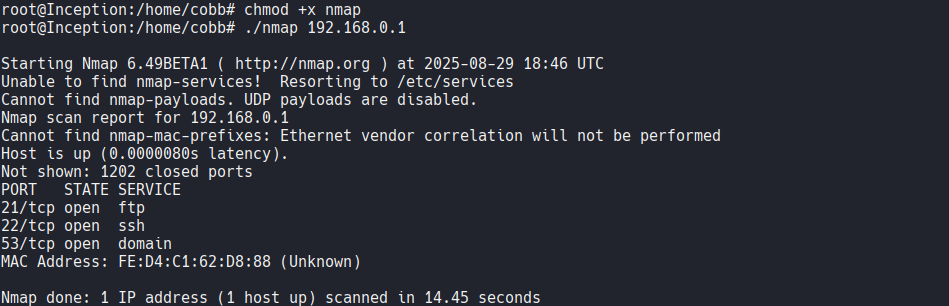 root@Inception:/home/cobb# chmod +x nmap
root@Inception:/home/cobb# ./nmap 192.168.0.1
Starting Nmap 6.49BETA1 ( http://nmap.org ) at 2025-08-29 18:46 UTC
Unable to find nmap-services!  Resorting to /etc/services
Cannot find nmap-payloads. UDP payloads are disabled.
Nmap scan report for 192.168.0.1
Cannot find nmap-mac-prefixes: Ethernet vendor correlation will not be performed
Host is up (0.0000080s latency).
Not shown: 1202 closed ports
PORT   STATE SERVICE
21/tcp open  ftp
22/tcp open  ssh
53/tcp open  domain
MAC Address: FE:D4:C1:62:D8:88 (Unknown)
Nmap done: 1 IP address (1 host up) scanned in 14.45 seconds